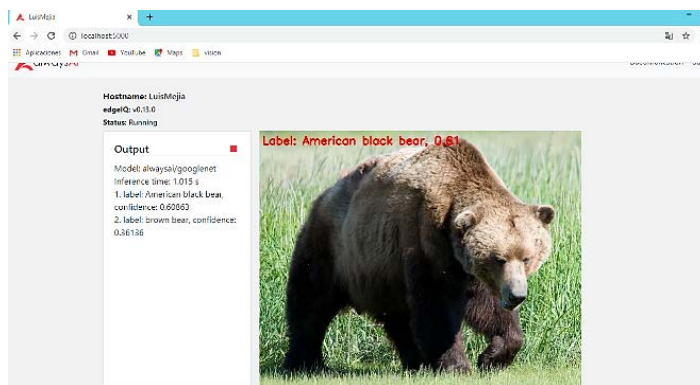 LuisMejia
localhost:5000
Aplicaciones
Gmail
YouTube
Maps
vision
alwaysAI
Hostname: LuisMejia
edgeIQ: v0.13.0
Status: Running
Output
Model: alwaysai/googlenet
Inference time: 1.015 s
1. label: American black bear,
confidence: 0.60863
2. label: brown bear, confidence:
0.36136
Label: American black bear, 0.61